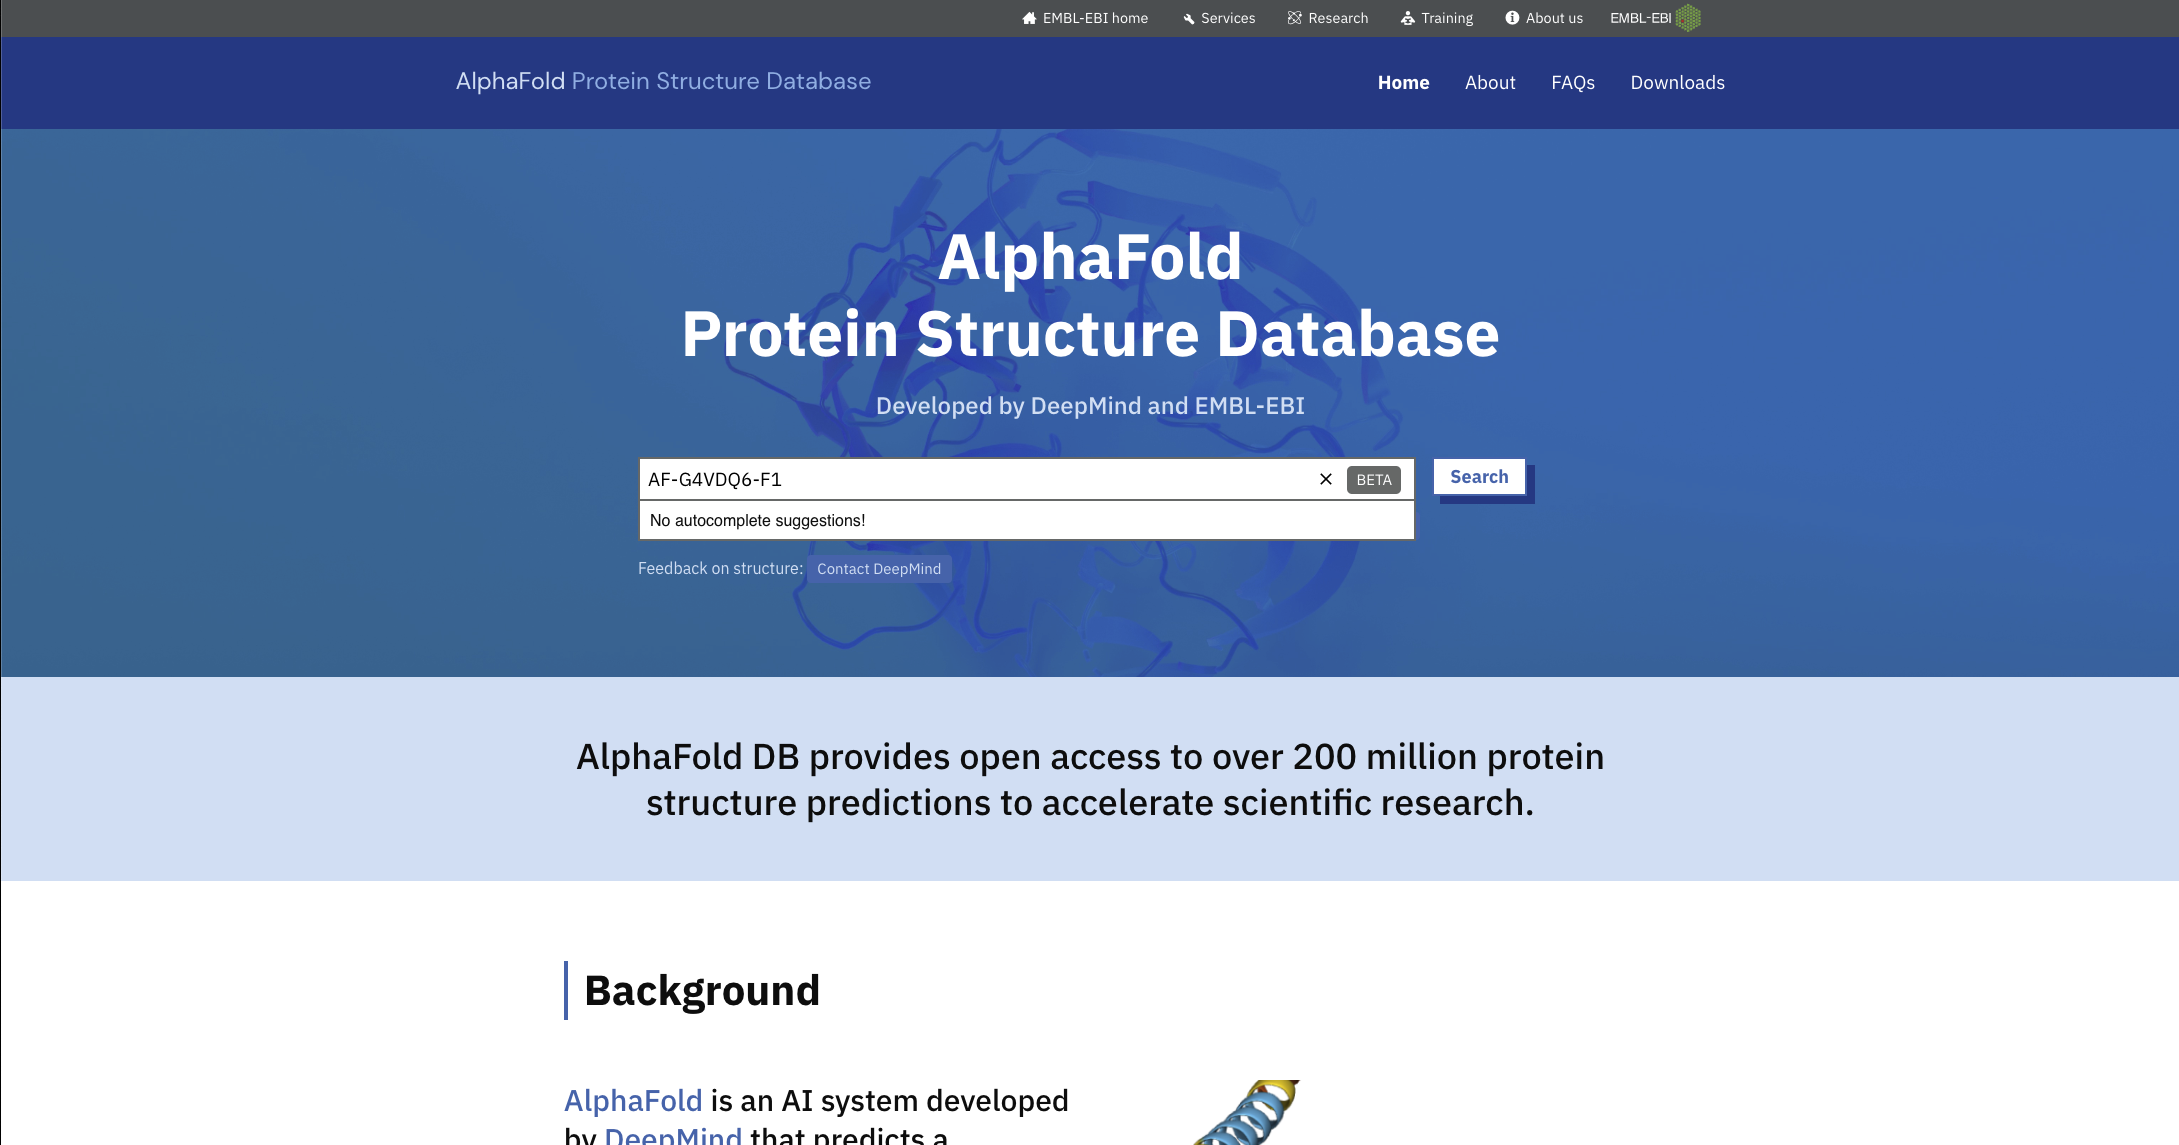 EMBL-EBI home Services Research Training About us EMBL-EBI
AlphaFold Protein Structure Database Home About FAQs Downloads
AlphaFold
Protein Structure Database
Developed by DeepMind and EMBL-EBI
AF-G4VDQ6-F1 × BETA Search
No autocomplete suggestions!
Feedback on structure: Contact DeepMind
AlphaFold DB provides open access to over 200 million protein
structure predictions to accelerate scientific research.
Background
AlphaFold is an AI system developed
by DeepMind that predicts a